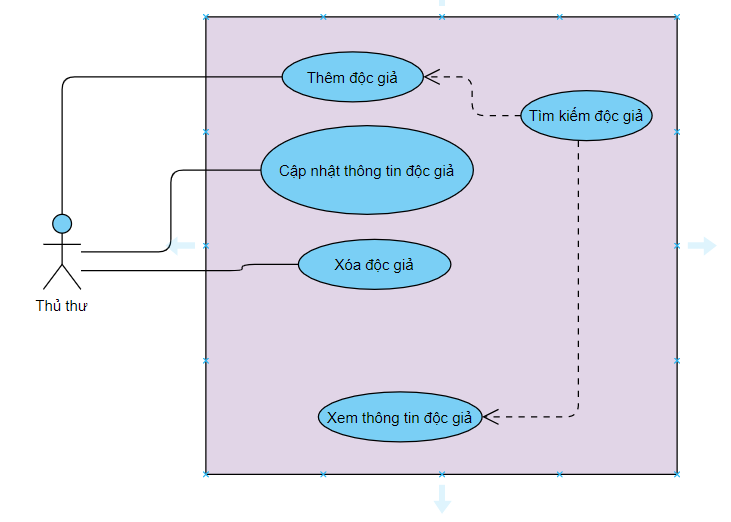 Thêm độc giả
Tìm kiếm độc giả
Cập nhật thông tin độc giả
Xóa độc giả
Thủ thư
Xem thông tin độc giả